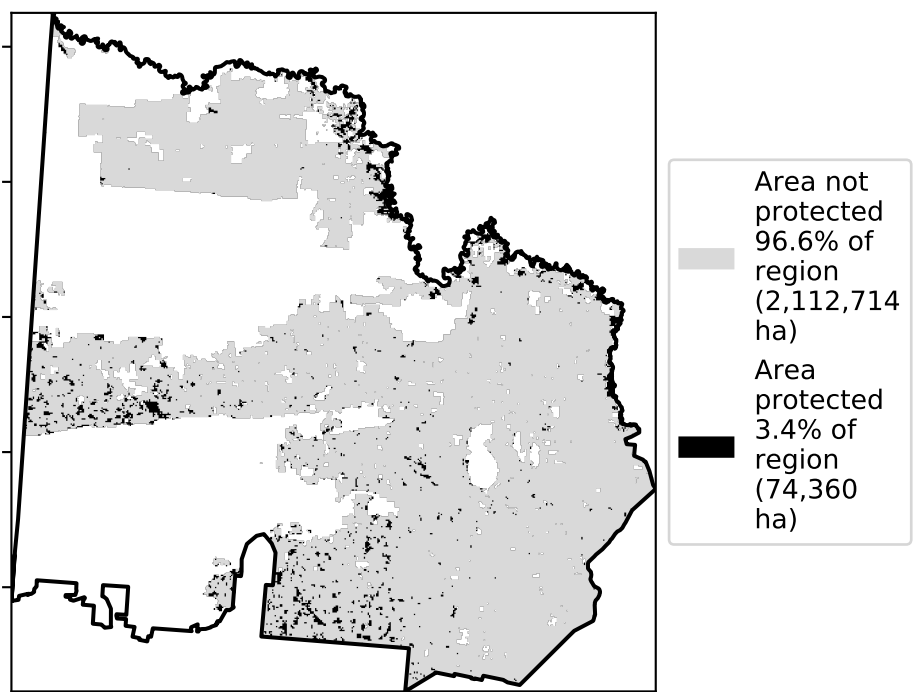 Area not
protected
96.6% of
region
(2,112,714
ha)
Area
protected
3.4% of
region
(74,360
ha)